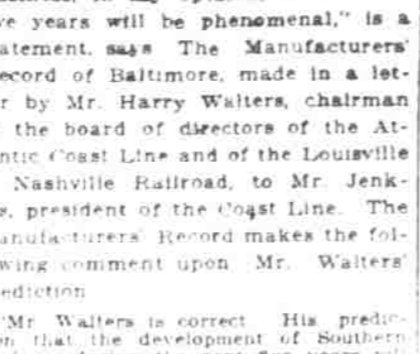 ve years will be phenomenal," is a
atement, says The Manufacturers'
ecord of Baltimore, made in a let-
r by Mr. Harry Walters, chairman
the board of directors of the At-
ntic Coast Line and of the Louisville
Nashville Railroad, to Mr. Jenk-
s, president of the Coast Line. The
anufacturers' Record makes the fol-
wing comment upon Mr. Walters'
ediction
"Mr Walters is correct His predic-
on that the development of Southern